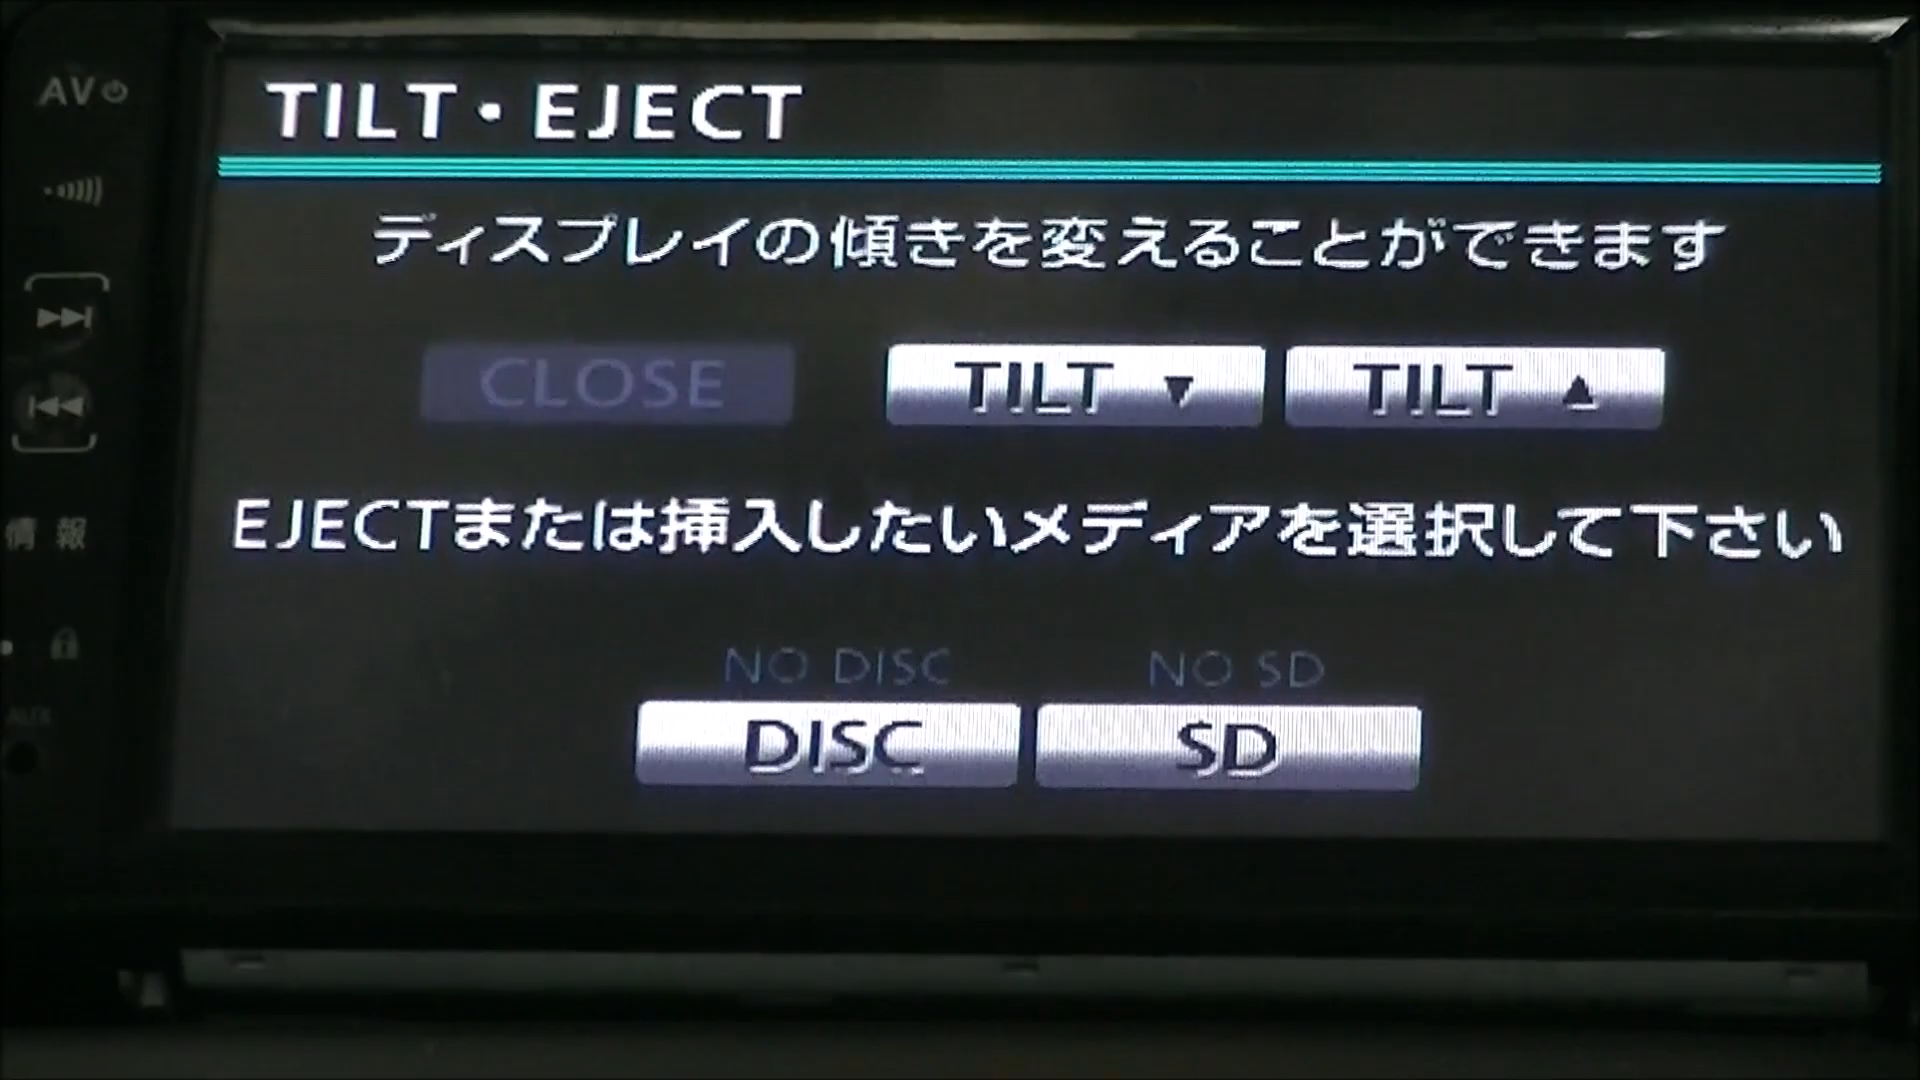 AV
TILT・EJECT
ディスプレイの傾きを変えることができます
CLOSE
TILT ▼
TILT ▲
情報
EJECTまたは挿入したいメディアを選択して下さい
NO DISC
NO SD
DISC
SD
AUX